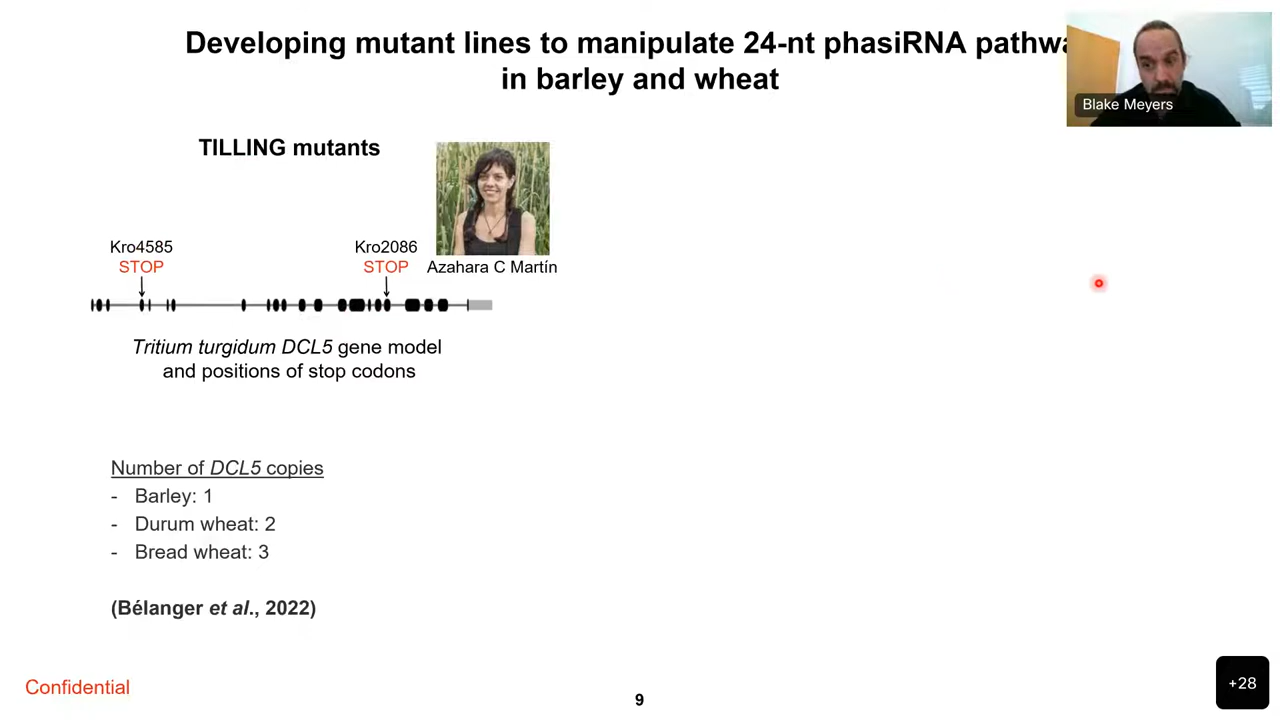 Developing mutant lines to manipulate 24-nt phasiRNA pathwa
in barley and wheat
Blake Meyers
TILLING mutants
Kro4585
STOP
Kro2086
STOP
Azahara C Martín
Tritium turgidum DCL5 gene model
and positions of stop codons
Number of DCL5 copies
- Barley: 1
- Durum wheat: 2
- Bread wheat: 3
(Bélanger et al., 2022)
Confidential
9
+28